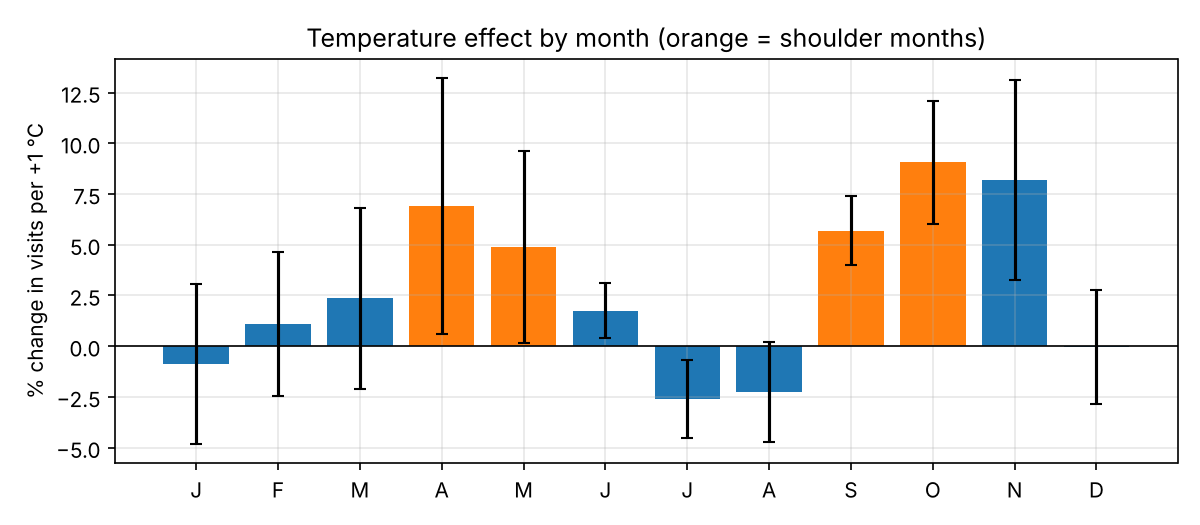 Temperature effect by month (orange = shoulder months)
% change in visits per +1 °C
12.5
10.0
7.5
5.0
2.5
0.0
−2.5
−5.0
J F M A M J J A S O N D